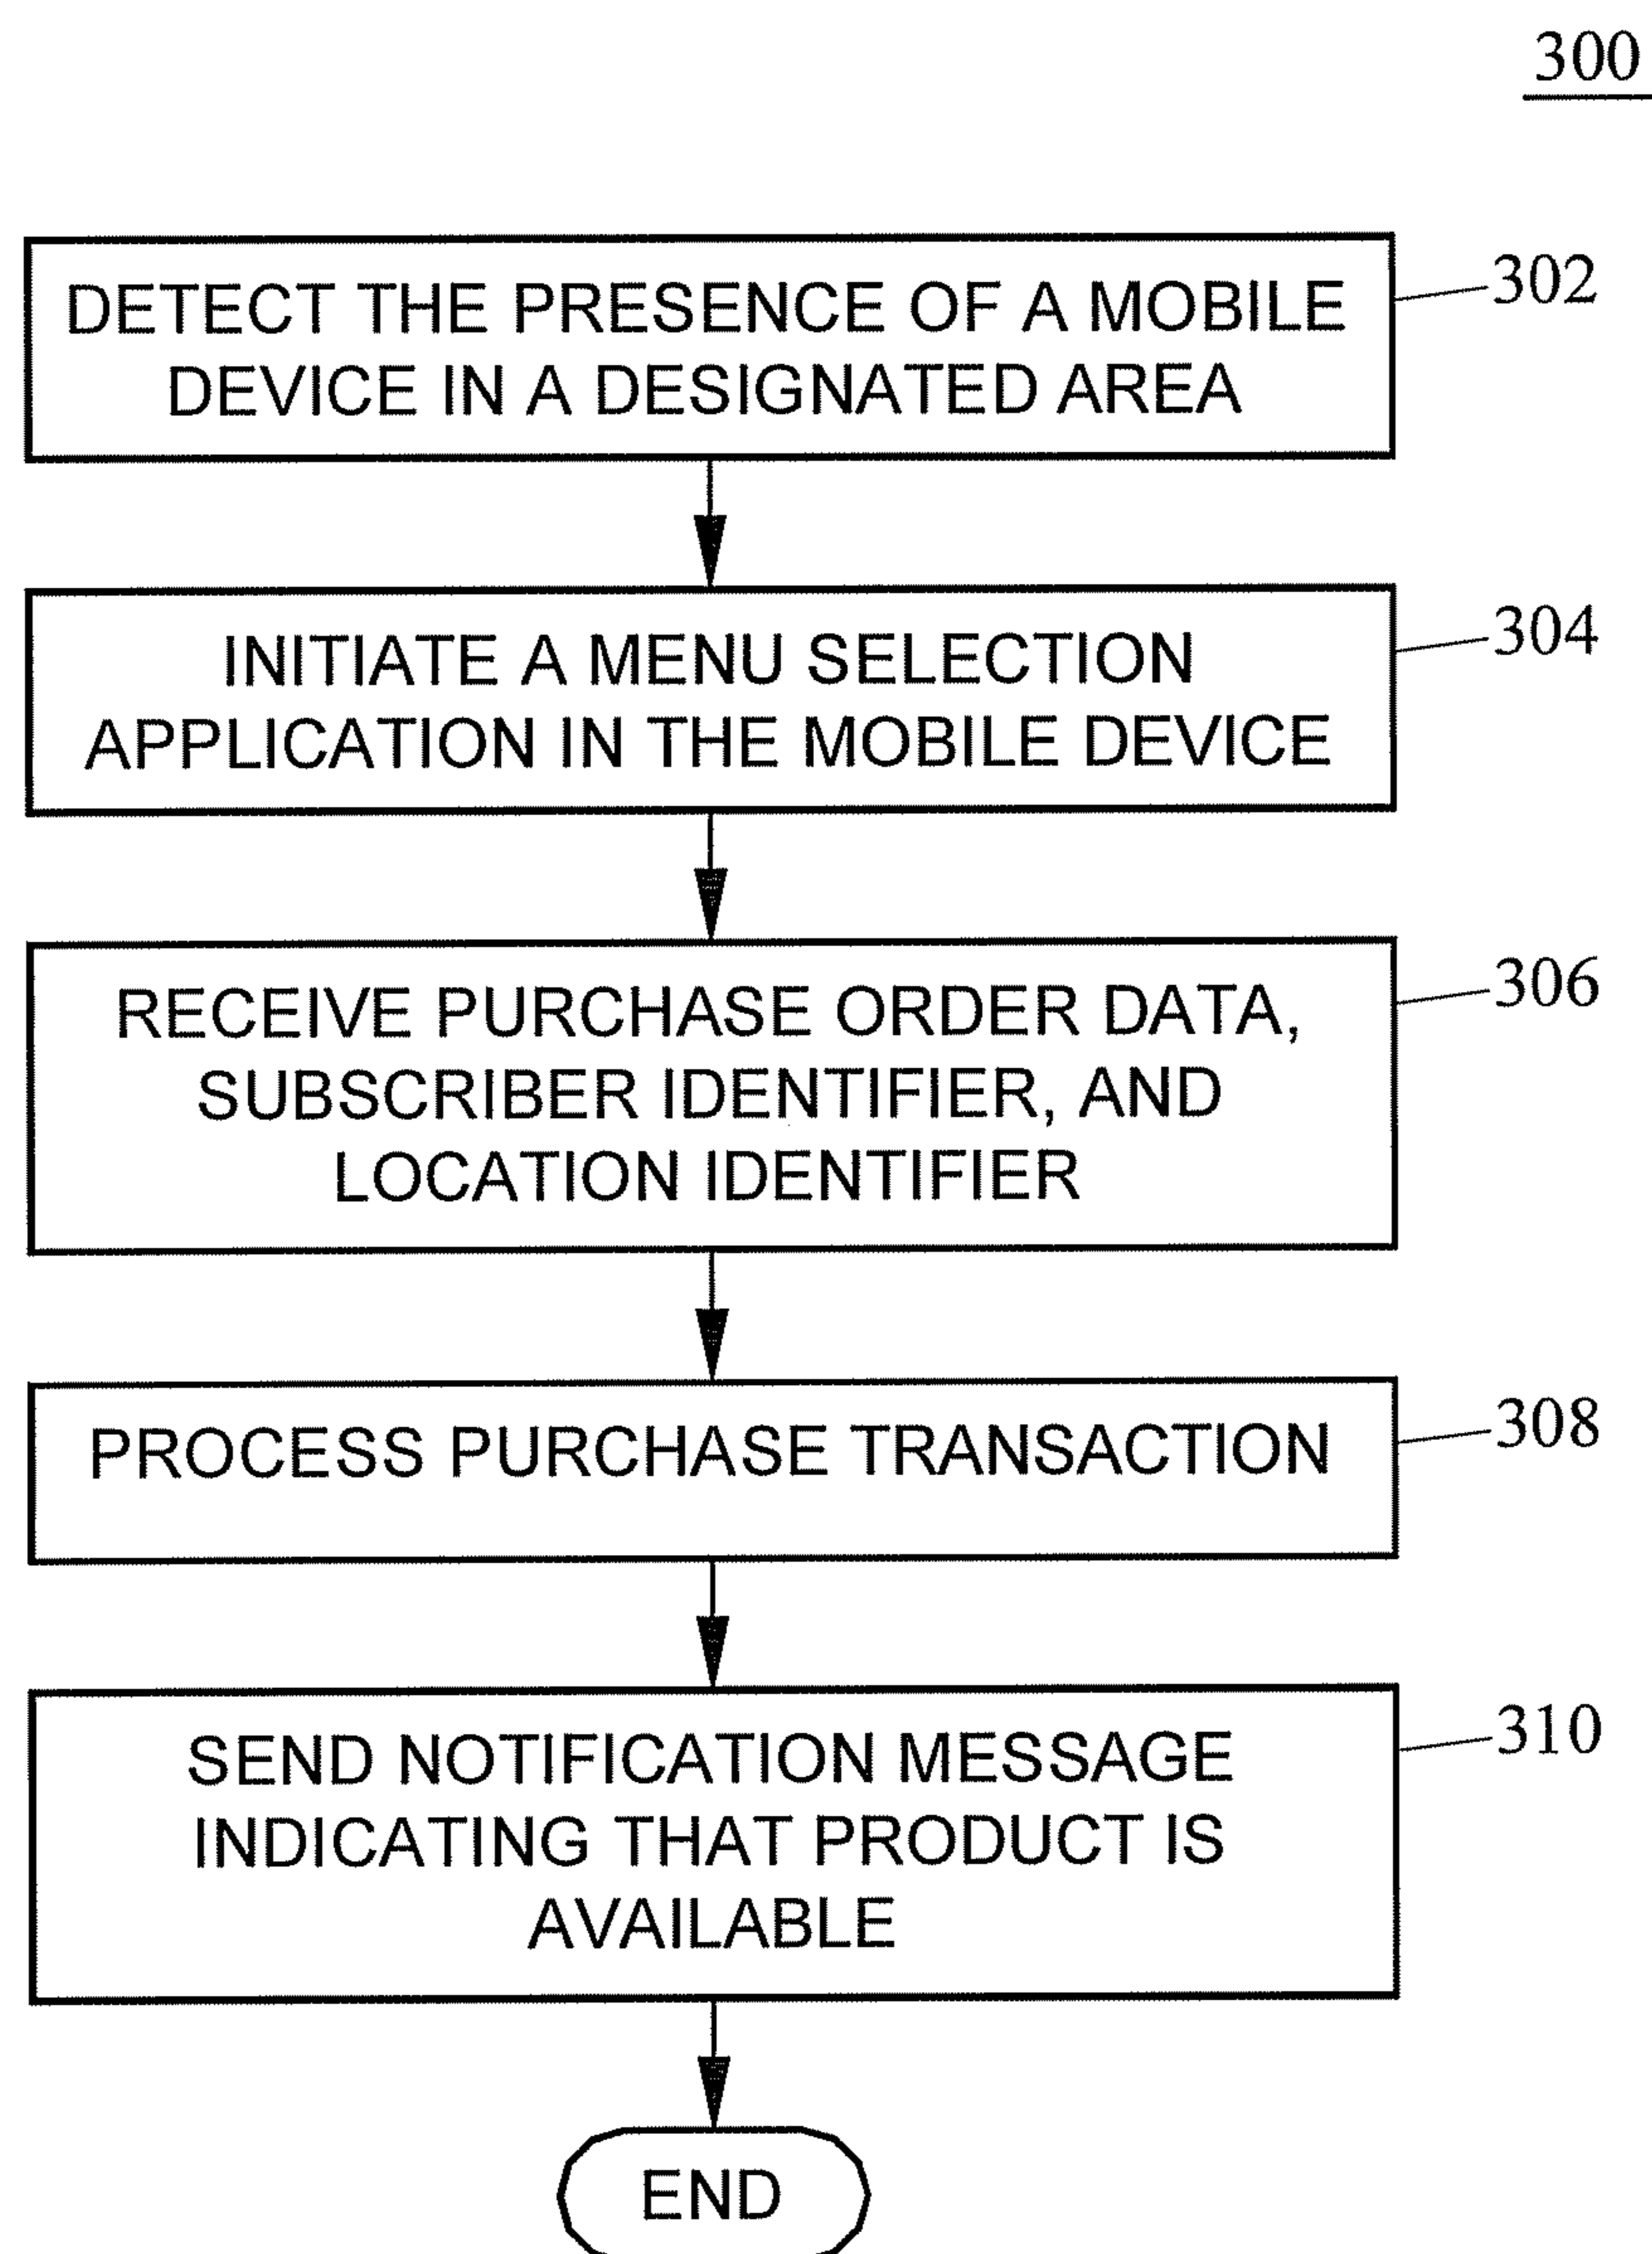 300
DETECT THE PRESENCE OF A MOBILE
DEVICE IN A DESIGNATED AREA
302
INITIATE A MENU SELECTION
APPLICATION IN THE MOBILE DEVICE
304
RECEIVE PURCHASE ORDER DATA,
SUBSCRIBER IDENTIFIER, AND
LOCATION IDENTIFIER
306
PROCESS PURCHASE TRANSACTION
308
SEND NOTIFICATION MESSAGE
INDICATING THAT PRODUCT IS
AVAILABLE
310
END